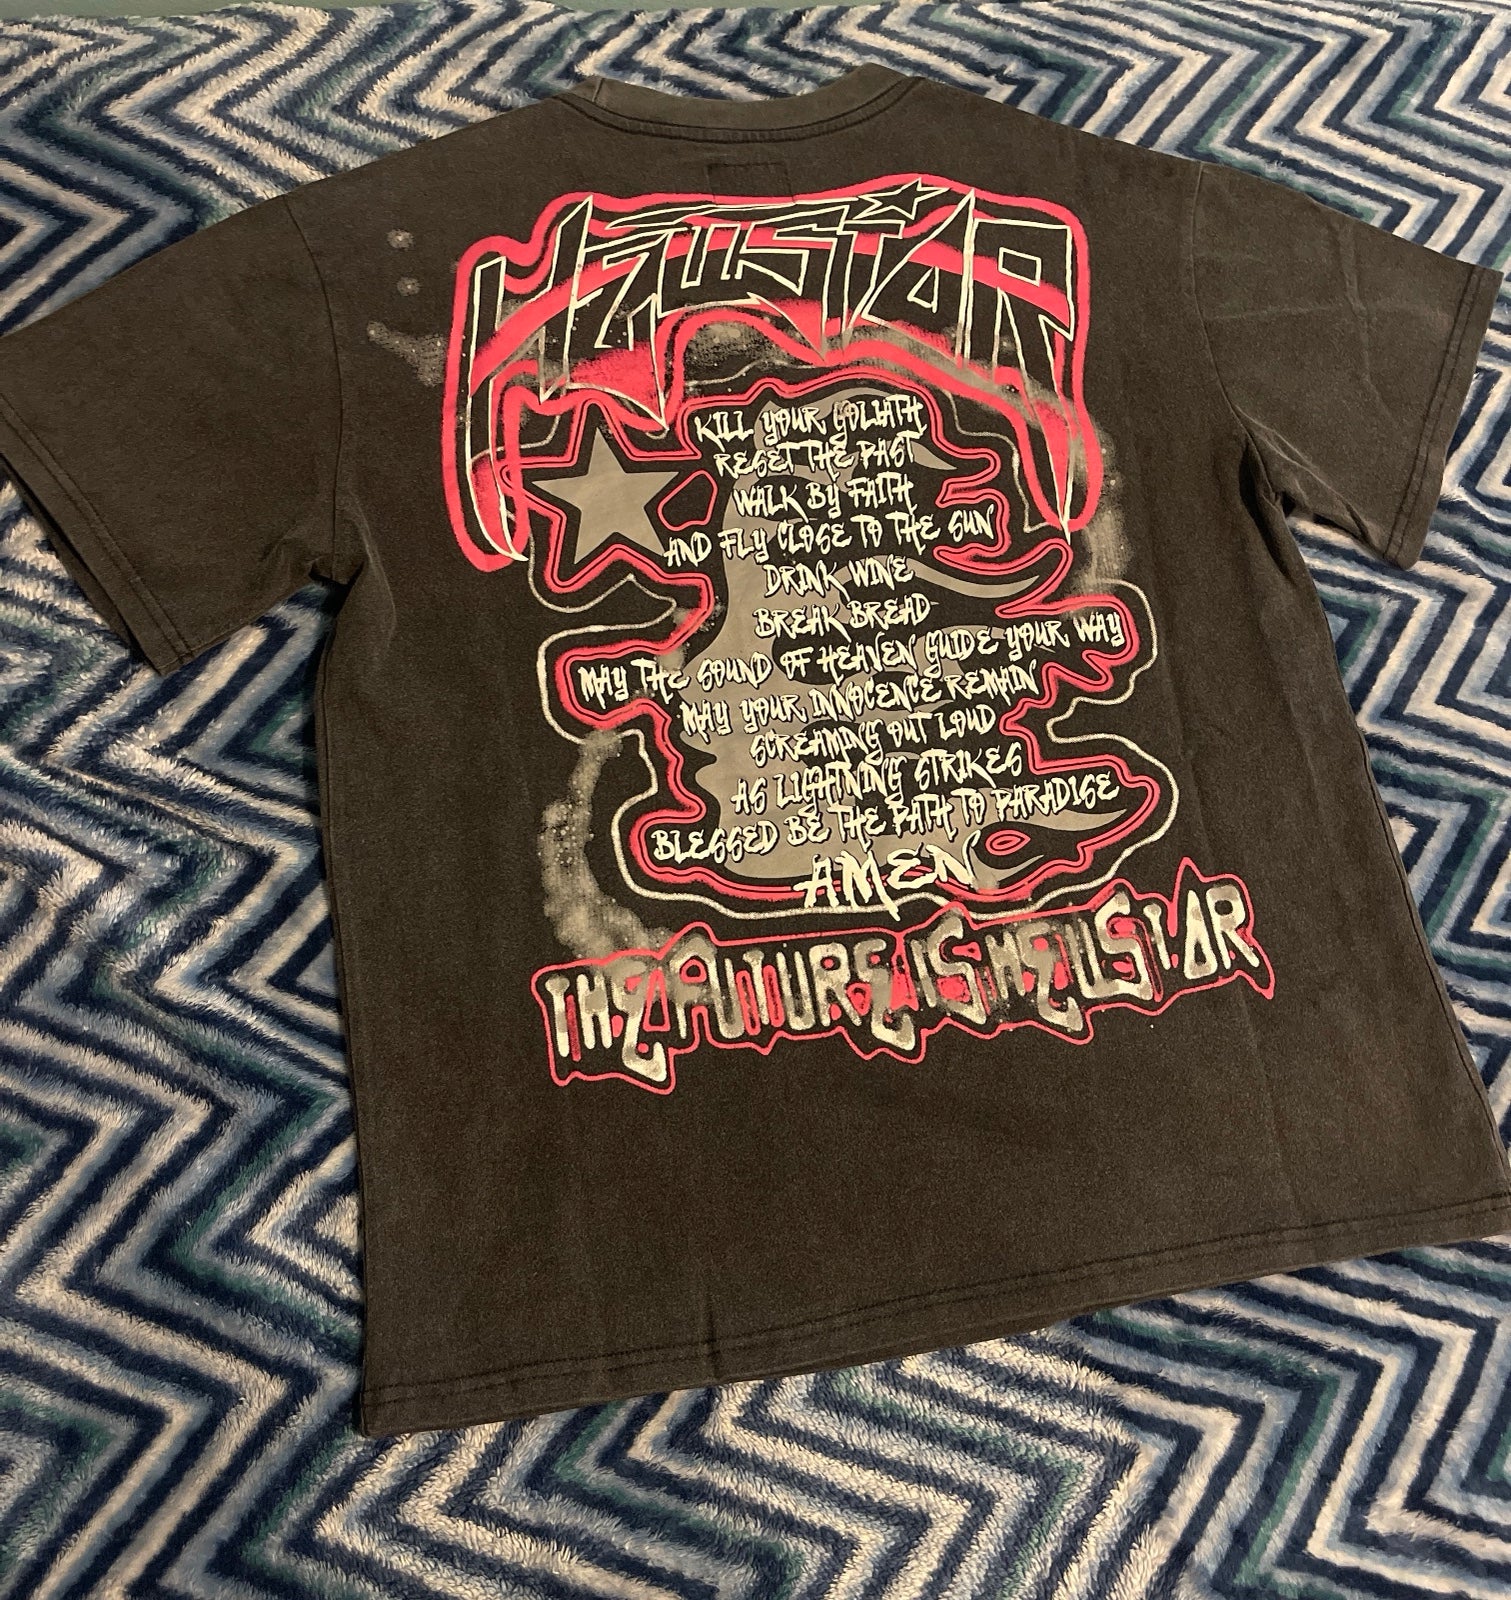 HELLSTAR
KILL YOUR GOLIATH
RESET THE PAST
WALK BY FAITH
AND FLY CLOSE TO THE SUN
DRINK WINE
BREAK BREAD
MAY THE SOUND OF HEAVEN GUIDE YOUR WAY
MAY YOUR INNOCENCE REMAIN
SCREAMING OUT LOUD
AS LIGHTNING STRIKES
BLESSED BE THE PATH TO PARADISE
AMEN
THE FUTURE IS HELLSTAR